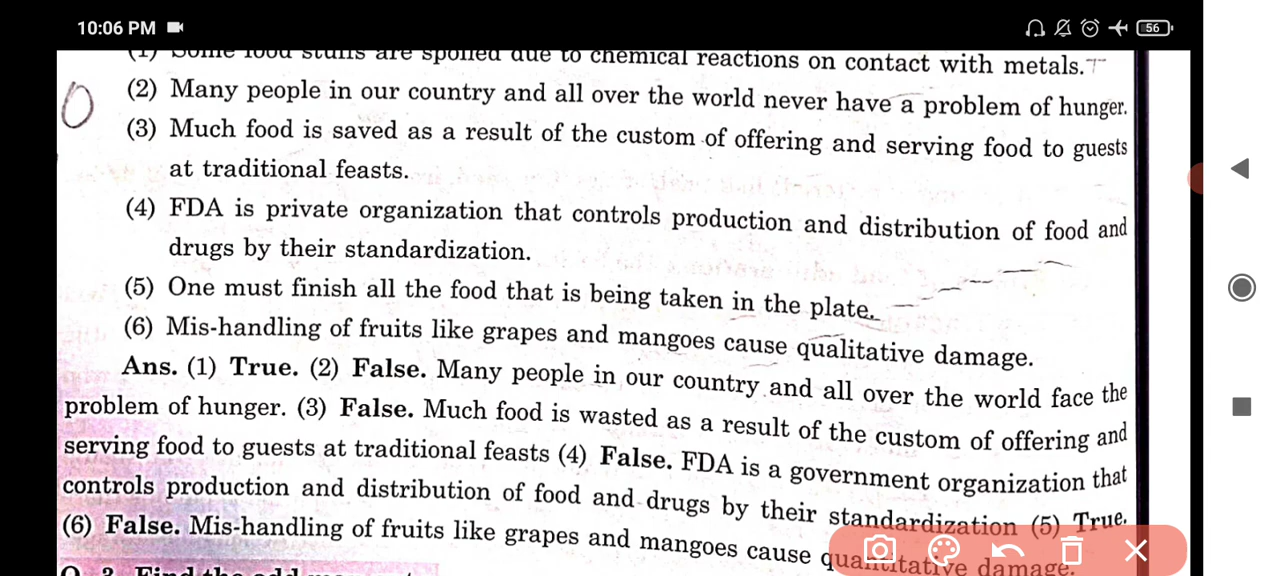 10:06 PM
56
(1) Some food stuffs are spoiled due to chemical reactions on contact with metals.
(2) Many people in our country and all over the world never have a problem of hunger.
(3) Much food is saved as a result of the custom of offering and serving food to guests
at traditional feasts.
(4) FDA is private organization that controls production and distribution of food and
drugs by their standardization.
(5) One must finish all the food that is being taken in the plate.
(6) Mis-handling of fruits like grapes and mangoes cause qualitative damage.
Ans. (1) True. (2) False. Many people in our country and all over the world face the
problem of hunger. (3) False. Much food is wasted as a result of the custom of offering and
serving food to guests at traditional feasts (4) False. FDA is a government organization that
controls production and distribution of food and drugs by their standardization (5) True.
(6) False. Mis-handling of fruits like grapes and mangoes cause quantitative damage.
Find the odd